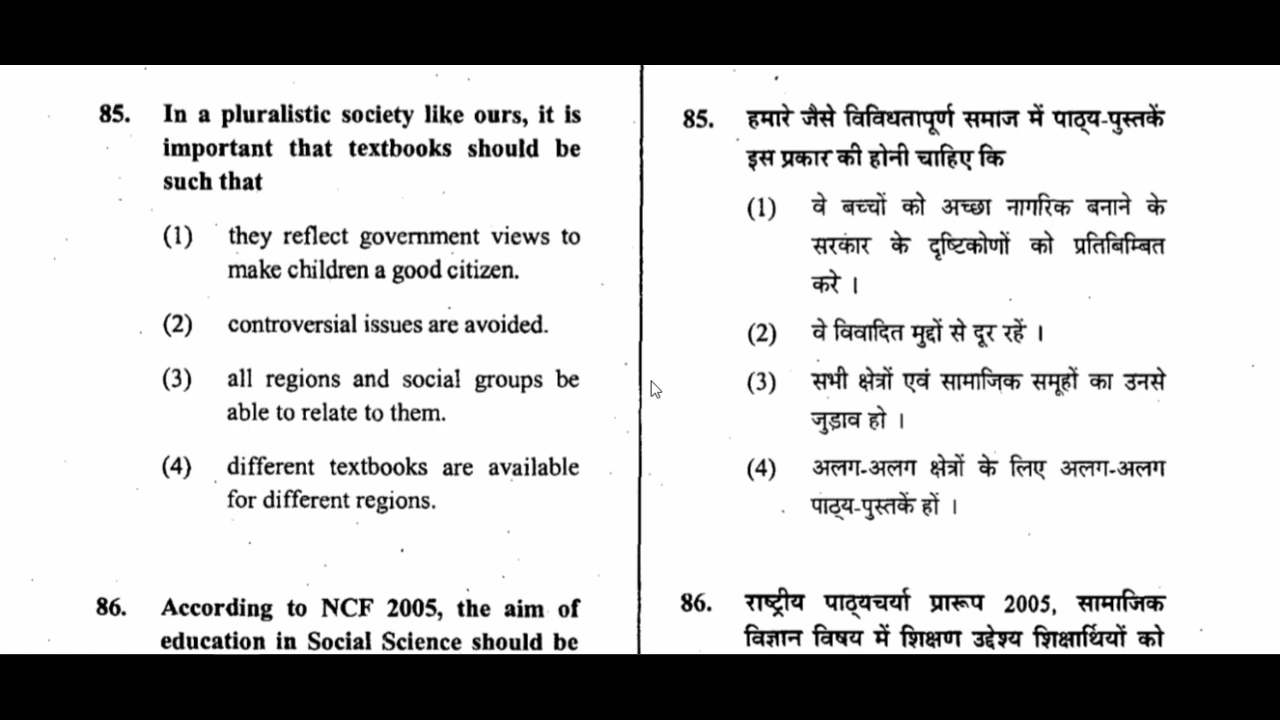 85. In a pluralistic society like ours, it is
important that textbooks should be
such that
(1) they reflect government views to
make children a good citizen.
(2) controversial issues are avoided.
(3) all regions and social groups be
able to relate to them.
(4) different textbooks are available
for different regions.
86. According to NCF 2005, the aim of
education in Social Science should be
85. हमारे जैसे विविधतापूर्ण समाज में पाठ्य-पुस्तकें
इस प्रकार की होनी चाहिए कि
(1) वे बच्चों को अच्छा नागरिक बनाने के
सरकार के दृष्टिकोणों को प्रतिबिम्बित
करे ।
(2) वे विवादित मुद्दों से दूर रहें ।
(3) सभी क्षेत्रों एवं सामाजिक समूहों का उनसे
जुड़ाव हो ।
(4) अलग-अलग क्षेत्रों के लिए अलग-अलग
पाठ्य-पुस्तकें हों ।
86. राष्ट्रीय पाठ्यचर्या प्रारूप 2005, सामाजिक
विज्ञान विषय में शिक्षण उद्देश्य शिक्षार्थियों को